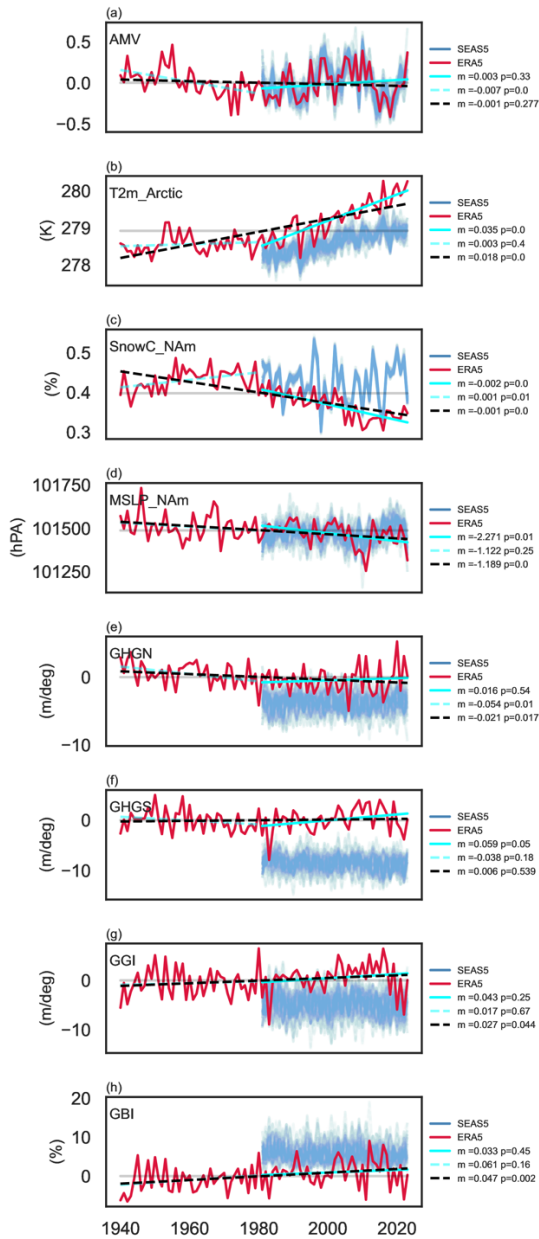 (a)
AMV
0.5
0.0
−0.5
SEAS5
ERA5
m =0.003 p=0.33
m =-0.007 p=0.0
m =-0.001 p=0.277
(b)
T2m_Arctic
280
279
278
(K)
SEAS5
ERA5
m =0.035 p=0.0
m =0.003 p=0.4
m =0.018 p=0.0
(c)
SnowC_NAm
0.5
0.4
0.3
(%)
SEAS5
ERA5
m =-0.002 p=0.0
m =0.001 p=0.01
m =-0.001 p=0.0
(d)
MSLP_NAm
101750
101500
101250
(hPA)
SEAS5
ERA5
m =-2.271 p=0.01
m =-1.122 p=0.25
m =-1.189 p=0.0
(e)
GHGN
0
−10
(m/deg)
SEAS5
ERA5
m =0.016 p=0.54
m =-0.054 p=0.01
m =-0.021 p=0.017
(f)
GHGS
0
−10
(m/deg)
SEAS5
ERA5
m =0.059 p=0.05
m =-0.038 p=0.18
m =0.006 p=0.539
(g)
GGI
0
−10
(m/deg)
SEAS5
ERA5
m =0.043 p=0.25
m =0.017 p=0.67
m =0.027 p=0.044
(h)
GBI
20
10
0
(%)
SEAS5
ERA5
m =0.033 p=0.45
m =0.061 p=0.16
m =0.047 p=0.002
1940 1960 1980 2000 2020